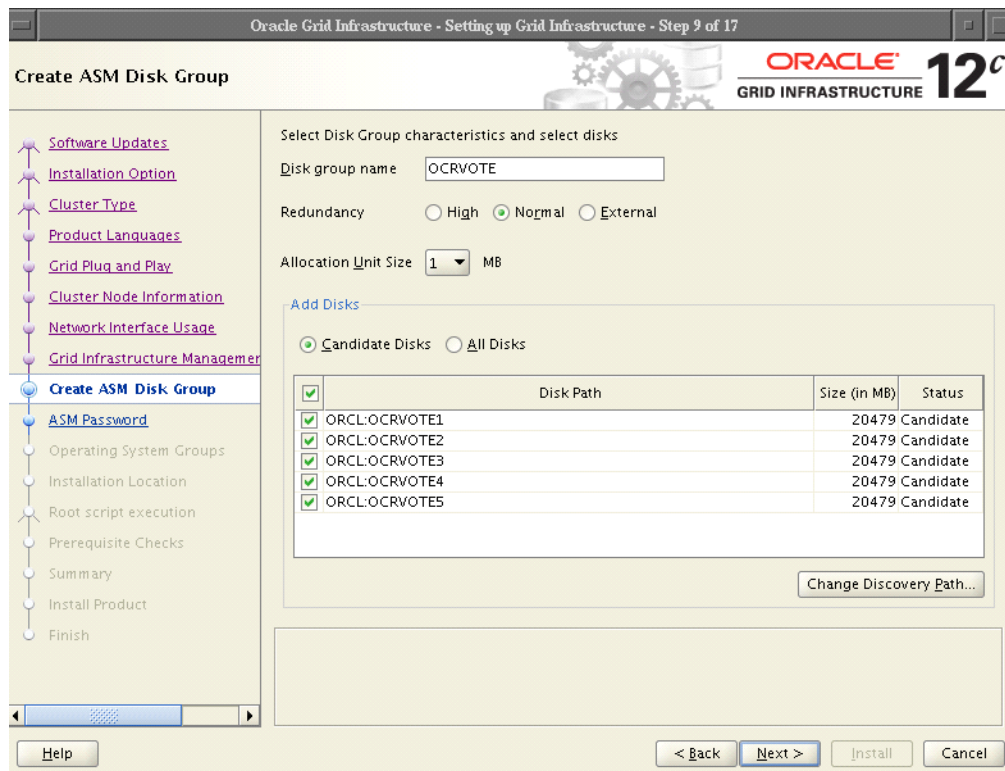 Oracle Grid Infrastructure - Setting up Grid Infrastructure - Step 9 of 17
Create ASM Disk Group
ORACLE
GRID INFRASTRUCTURE
12c
Software Updates
Installation Option
Cluster Type
Product Languages
Grid Plug and Play
Cluster Node Information
Network Interface Usage
Grid Infrastructure Managemer
Create ASM Disk Group
ASM Password
Operating System Groups
Installation Location
Root script execution
Prerequisite Checks
Summary
Install Product
Finish
Select Disk Group characteristics and select disks
Disk group name OCRVOTE
Redundancy High Normal External
Allocation Unit Size 1 MB
Add Disks
Candidate Disks All Disks
Disk Path Size (in MB) Status
ORCL:OCRVOTE1 20479 Candidate
ORCL:OCRVOTE2 20479 Candidate
ORCL:OCRVOTE3 20479 Candidate
ORCL:OCRVOTE4 20479 Candidate
ORCL:OCRVOTE5 20479 Candidate
Change Discovery Path...
Help < Back Next > Install Cancel